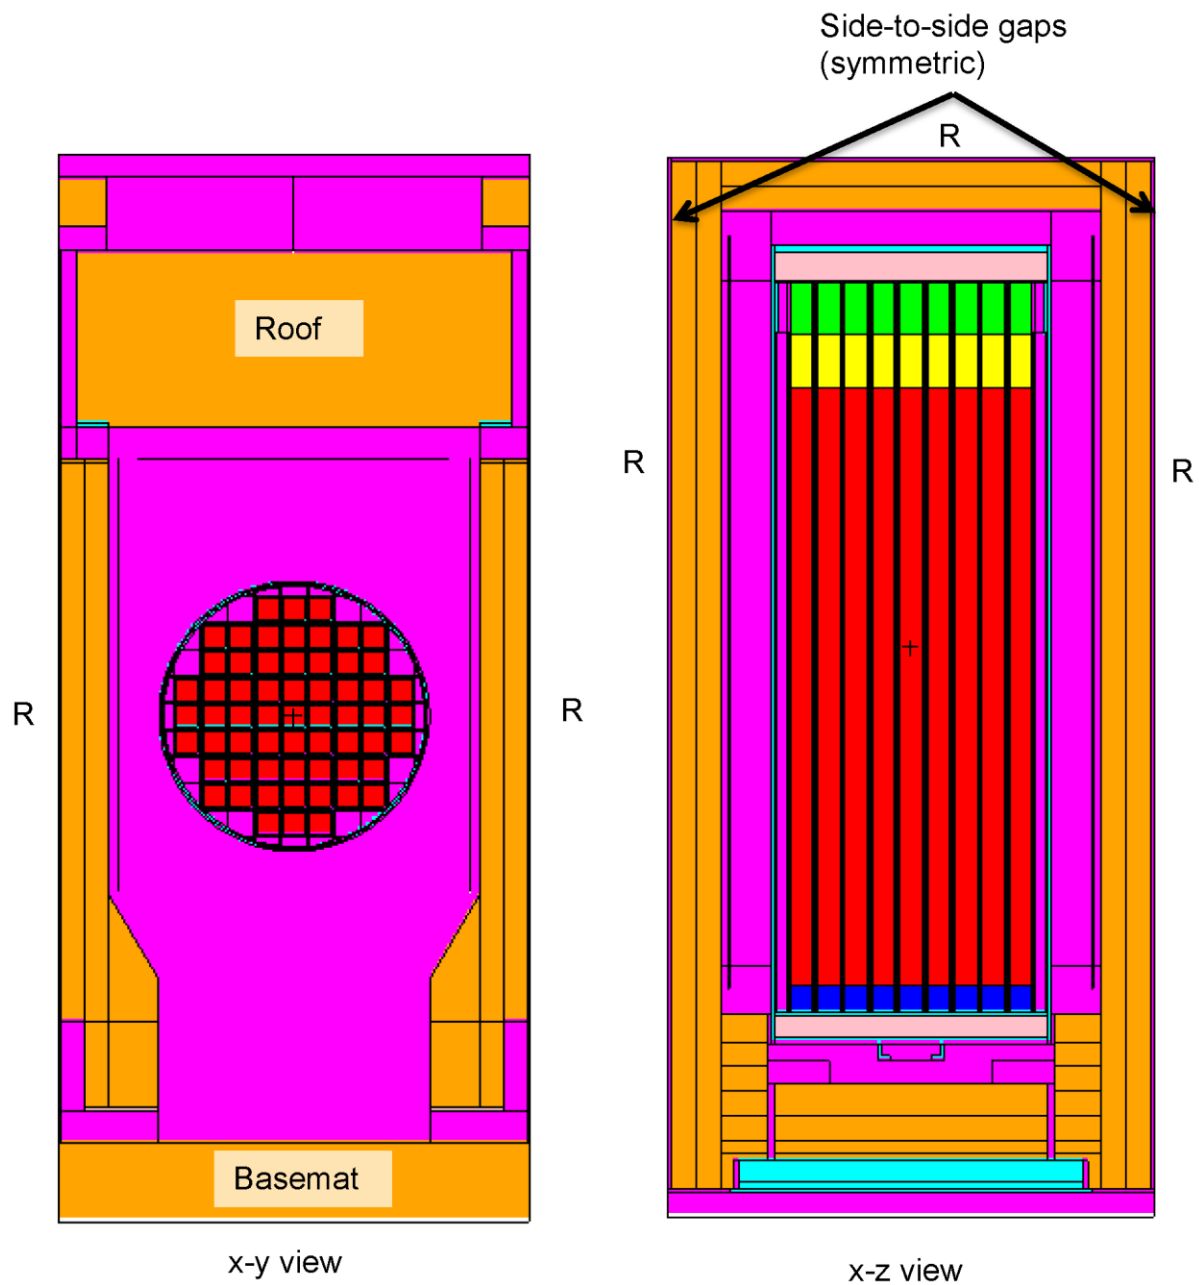 Side-to-side gaps
(symmetric)
R
Roof
R
R
R
R
Basemat
x-y view
x-z view